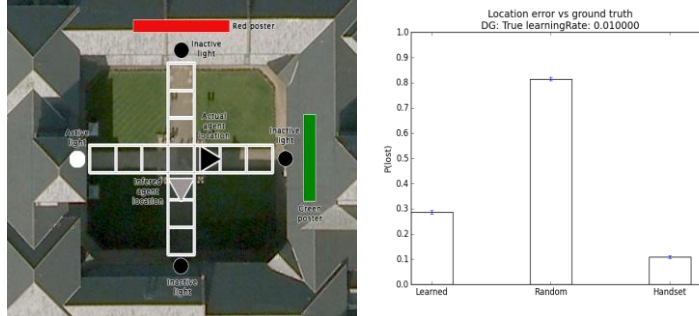 Red poster
Inactive
light
Actual
agent
location
Active
light
Inactive
light
Infered
agent
location
Green
poster
Inactive
light
Location error vs ground truth
DG: True learningRate: 0.010000
P(lost)
1.0
0.9
0.8
0.7
0.6
0.5
0.4
0.3
0.2
0.1
0.0
Learned
Random
Handset